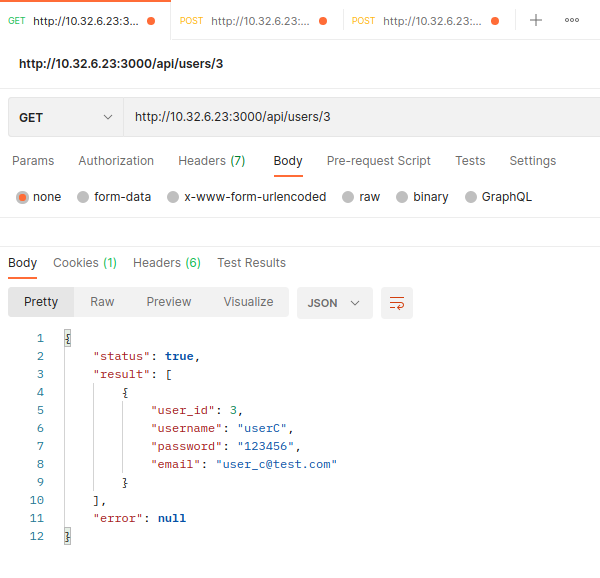 GET http://10.32.6.23:3... POST http://10.32.6.23:... POST http://10.32.6.23:...
http://10.32.6.23:3000/api/users/3
GET http://10.32.6.23:3000/api/users/3
Params Authorization Headers (7) Body Pre-request Script Tests Settings
none form-data x-www-form-urlencoded raw binary GraphQL
Body Cookies (1) Headers (6) Test Results
Pretty Raw Preview Visualize JSON
1 {
2 "status": true,
3 "result": [
4 {
5 "user_id": 3,
6 "username": "userC",
7 "password": "123456",
8 "email": "user_c@test.com"
9 }
10 ],
11 "error": null
12 }